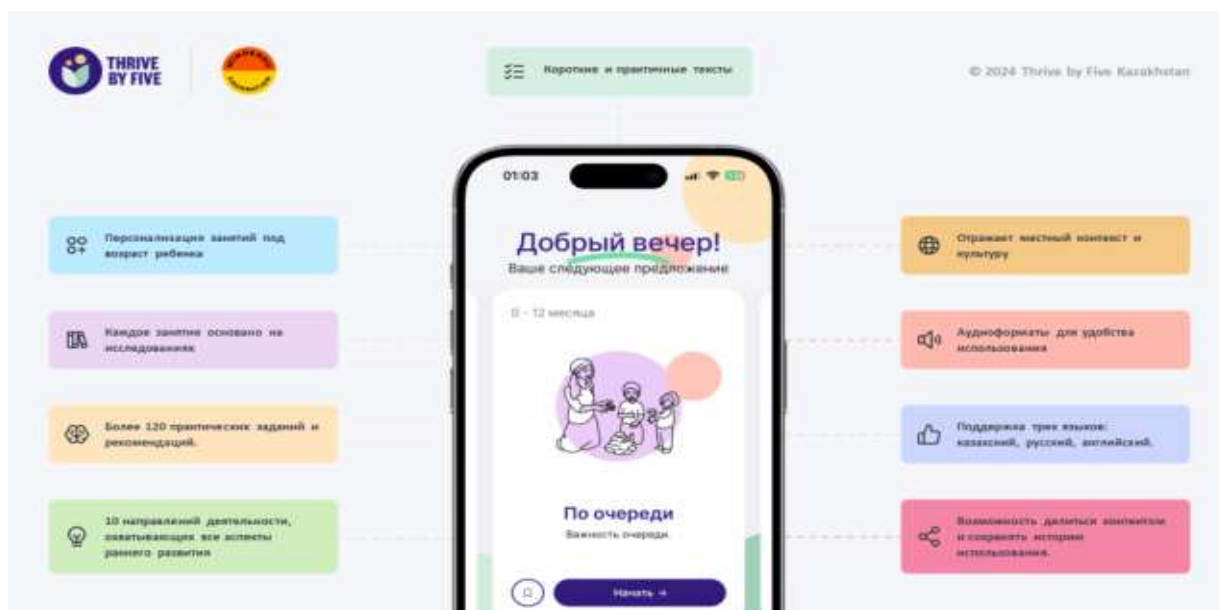 THRIVE
BY FIVE
MINDEROO
FOUNDATION
Короткие и практичные тексты
© 2024 Thrive by Five Kazakhstan
01:03
Добрый вечер!
Ваше следующее предложение
0 - 12 месяца
По очереди
Важность очереди.
Начать →
Персонализация занятий под
возраст ребенка
Каждое занятие основано на
исследованиях
Более 120 практических заданий и
рекомендаций.
10 направлений деятельности,
охватывающих все аспекты
раннего развития
Отражает местный контекст и
культуру
Аудиоформаты для удобства
использования
Поддержка трех языков:
казахский, русский, английский.
Возможность делиться контентом
и сохранять историю
использования.